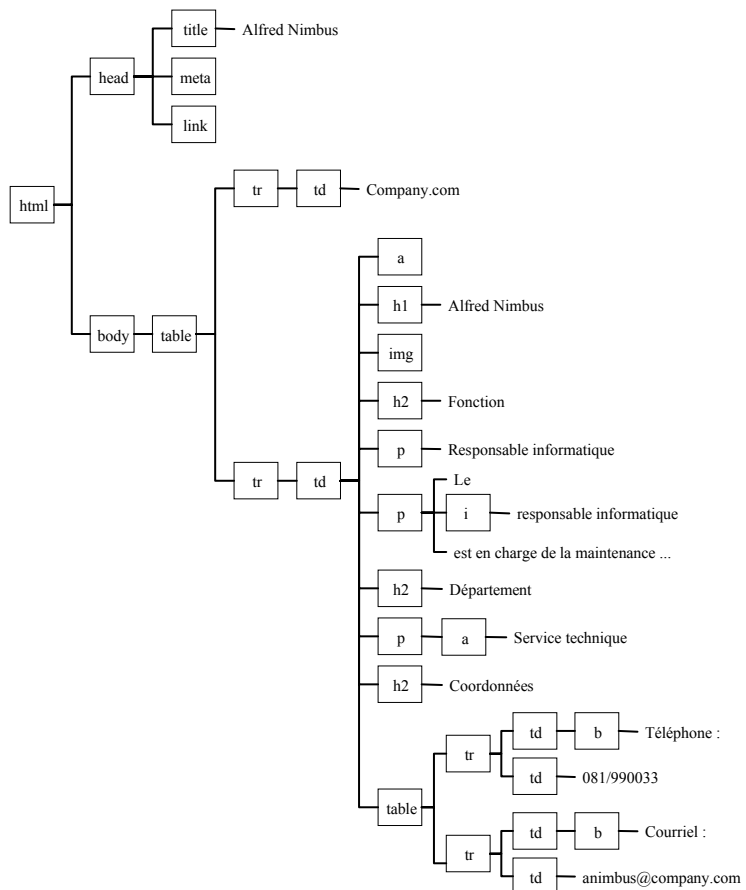 title Alfred Nimbus
head meta
link
html
tr td Company.com
a
h1 Alfred Nimbus
body table img
h2 Fonction
p Responsable informatique
tr td
Le
p i responsable informatique
est en charge de la maintenance ...
h2 Département
p a Service technique
h2 Coordonnées
td b Téléphone :
tr
td 081/990033
table
td b Courriel :
tr
td animbus@company.com